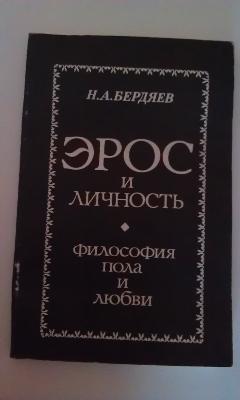 Н.А.БЕРДЯЕВ
ЭРОС
И
ЛИЧНОСТЬ
ФИЛОСОФИЯ
ПОЛА
И
ЛЮБВИ